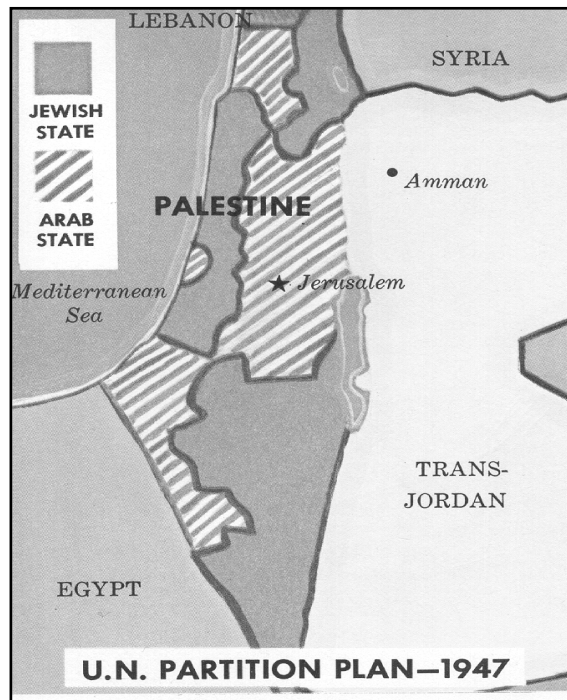 LEBANON
SYRIA
JEWISH
STATE
ARAB
STATE
Amman
PALESTINE
Jerusalem
Mediterranean
Sea
TRANS-
JORDAN
EGYPT
U.N. PARTITION PLAN—1947